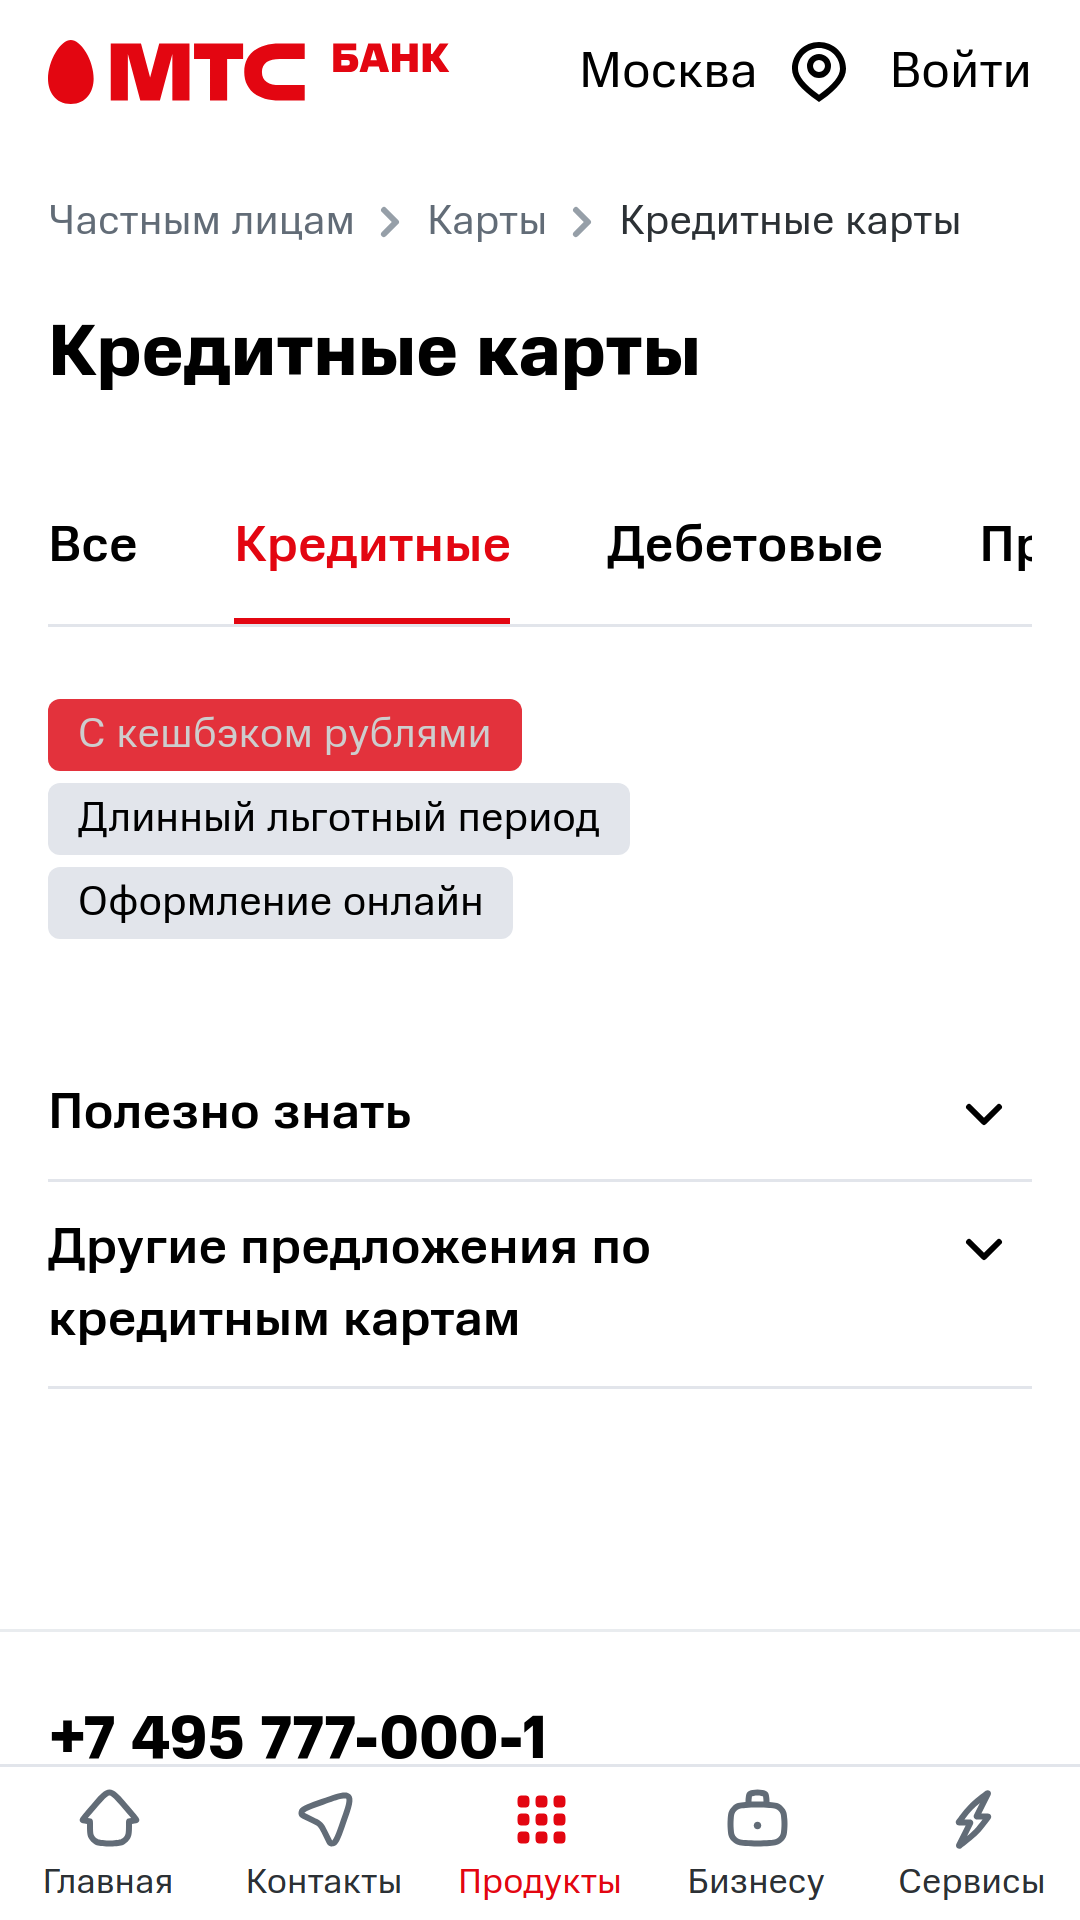 МТС БАНК
Москва
Войти
Частным лицам > Карты > Кредитные карты
Кредитные карты
Все
Кредитные
Дебетовые
Пр
С кешбэком рублями
Длинный льготный период
Оформление онлайн
Полезно знать
Другие предложения по
кредитным картам
+7 495 777-000-1
Главная
Контакты
Продукты
Бизнесу
Сервисы